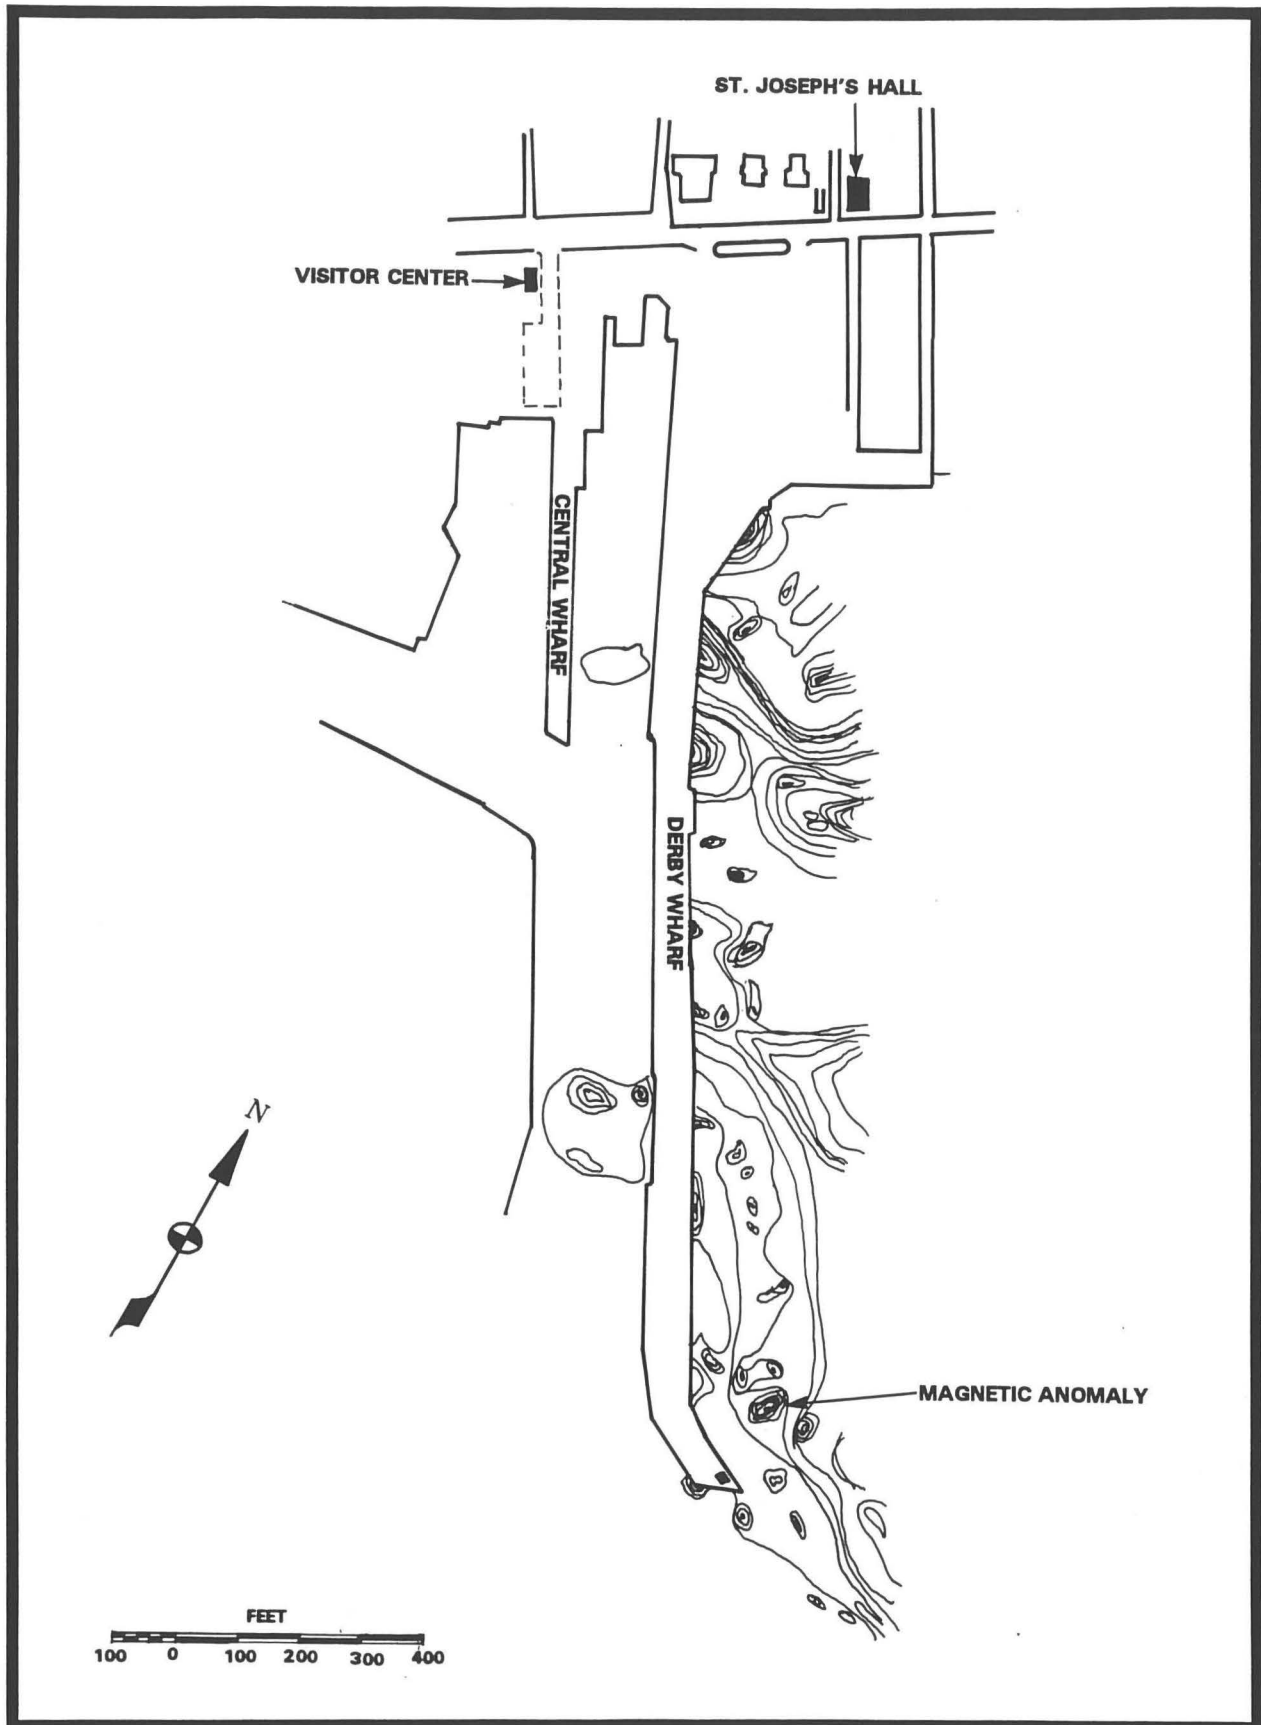 ST. JOSEPH'S HALL
VISITOR CENTER
CENTRAL WHARF
DERBY WHARF
N
MAGNETIC ANOMALY
FEET
100 0 100 200 300 400